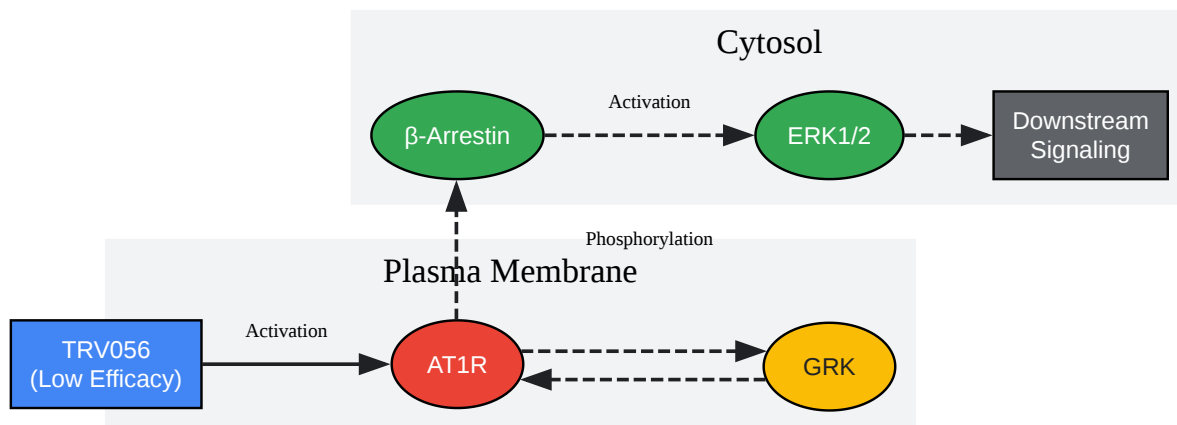 Cytosol
Activation
β-Arrestin
ERK1/2
Downstream
Signaling
Phosphorylation
Plasma Membrane
Activation
TRV056
(Low Efficacy)
AT1R
GRK